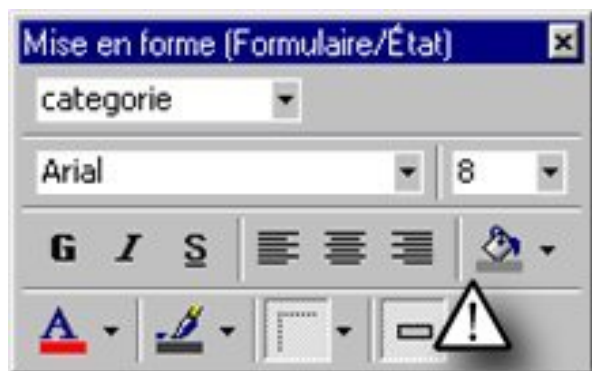 Mise en forme (Formulaire/État)
categorie
Arial 8
G I S
A !